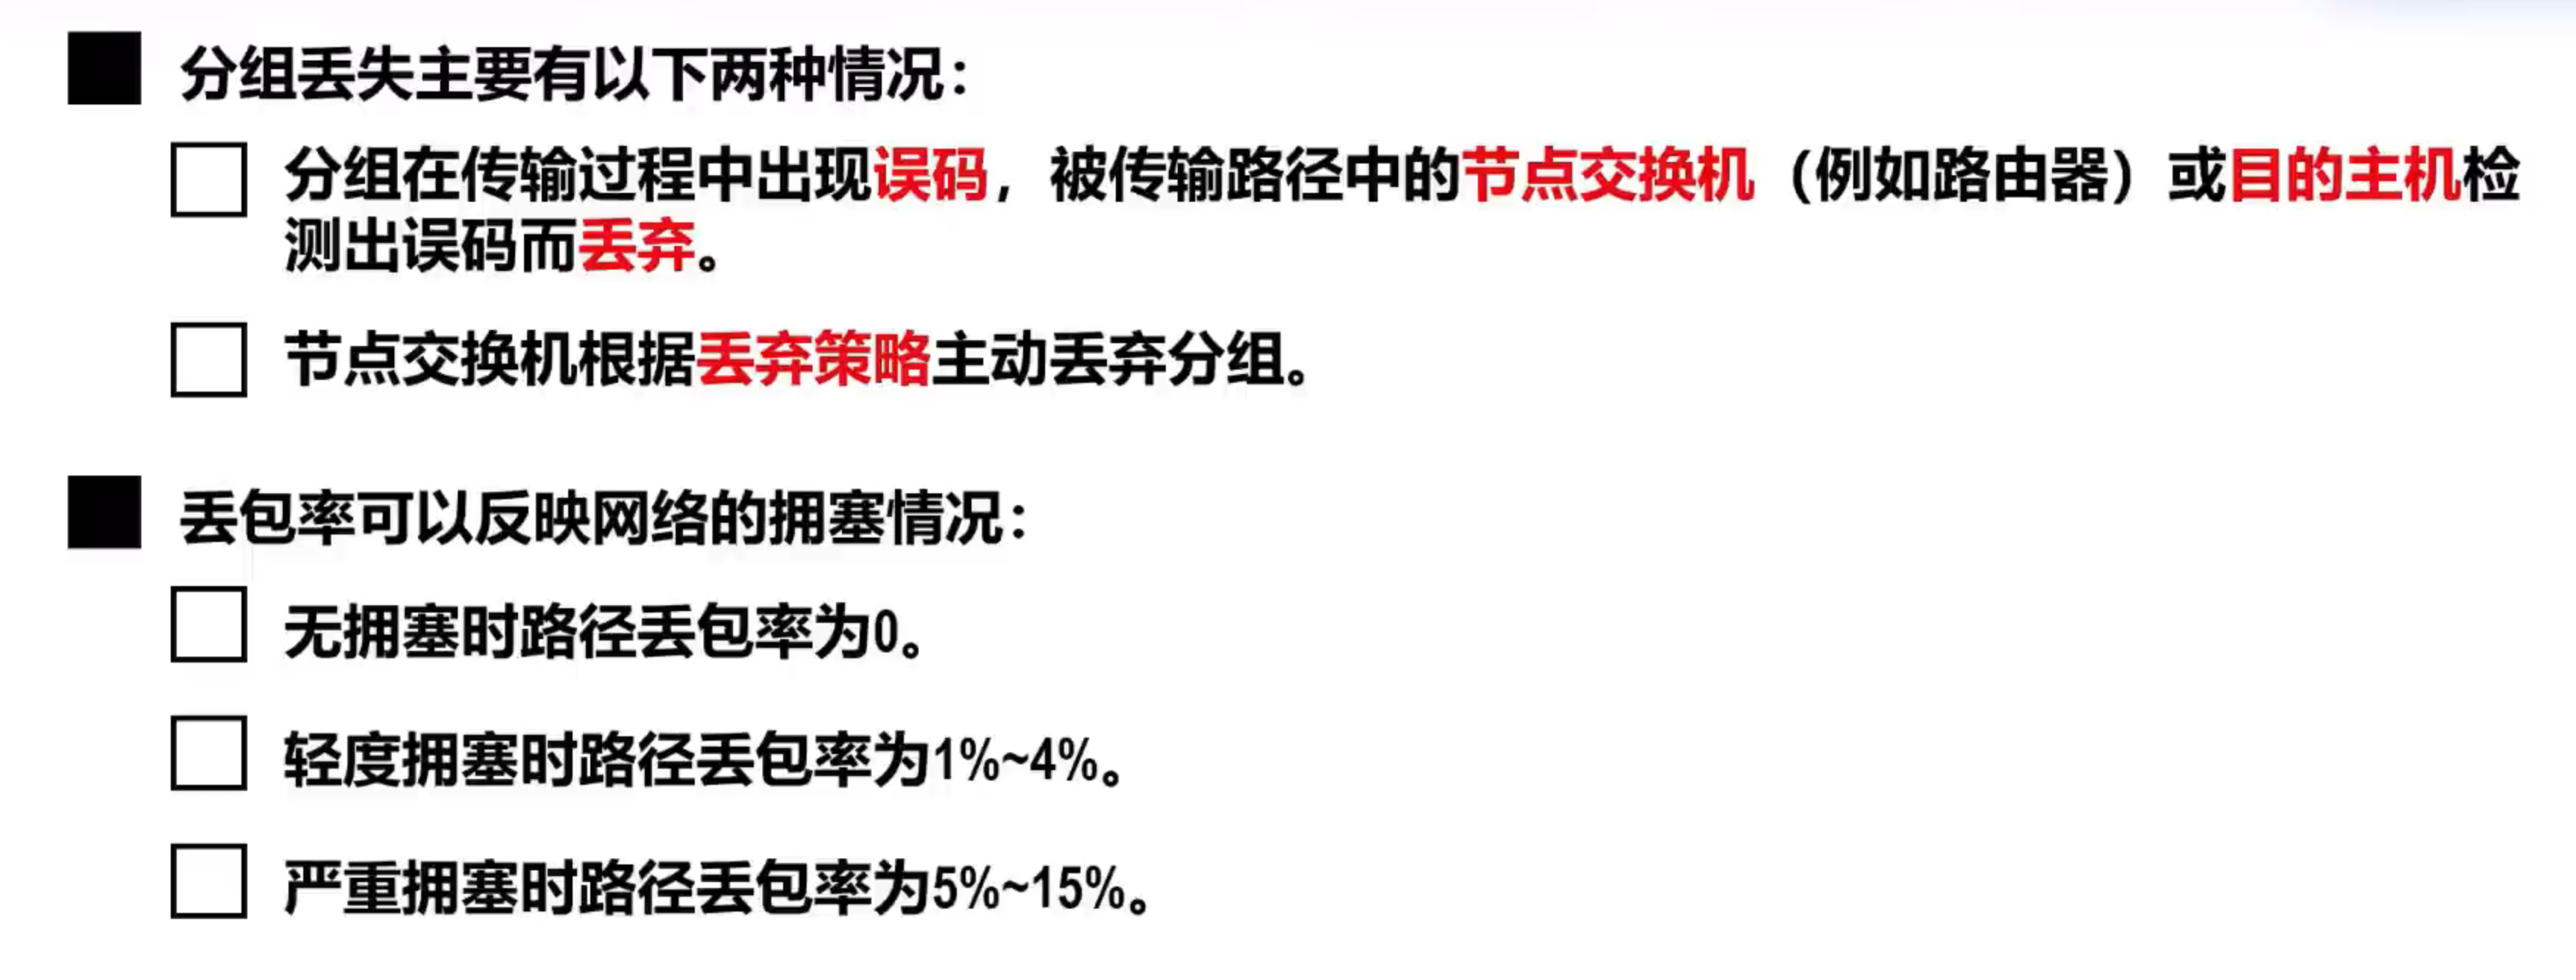 分组丢失主要有以下两种情况：
分组在传输过程中出现误码，被传输路径中的节点交换机（例如路由器）或目的主机检
测出误码而丢弃。
节点交换机根据丢弃策略主动丢弃分组。
丢包率可以反映网络的拥塞情况：
无拥塞时路径丢包率为0。
轻度拥塞时路径丢包率为1%~4%。
严重拥塞时路径丢包率为5%~15%。